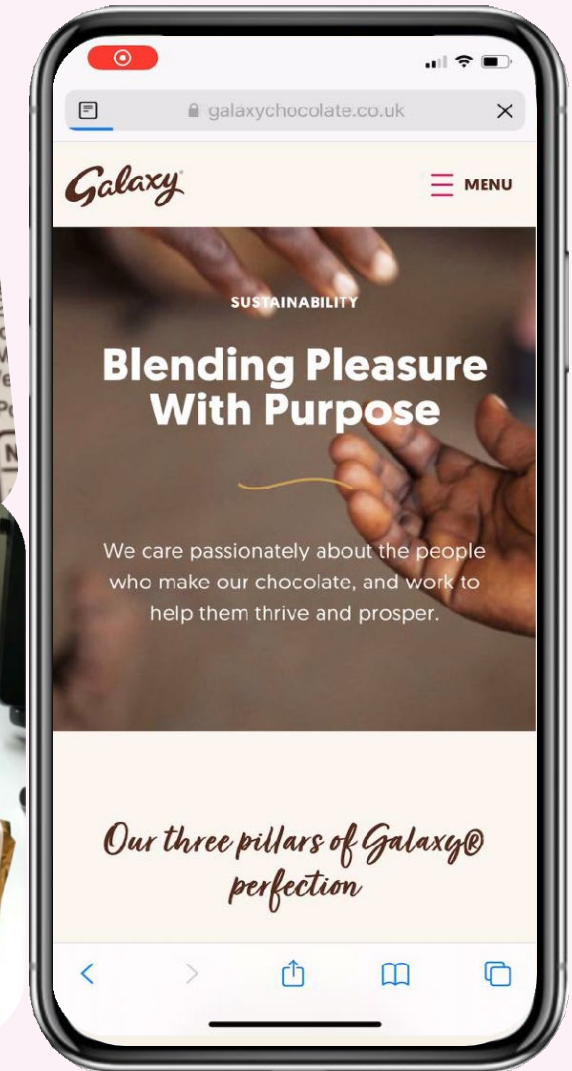 galaxychocolate.co.uk
Galaxy
MENU
SUSTAINABILITY
Blending Pleasure
With Purpose
We care passionately about the people
who make our chocolate, and work to
help them thrive and prosper.
Our three pillars of Galaxy®
perfection